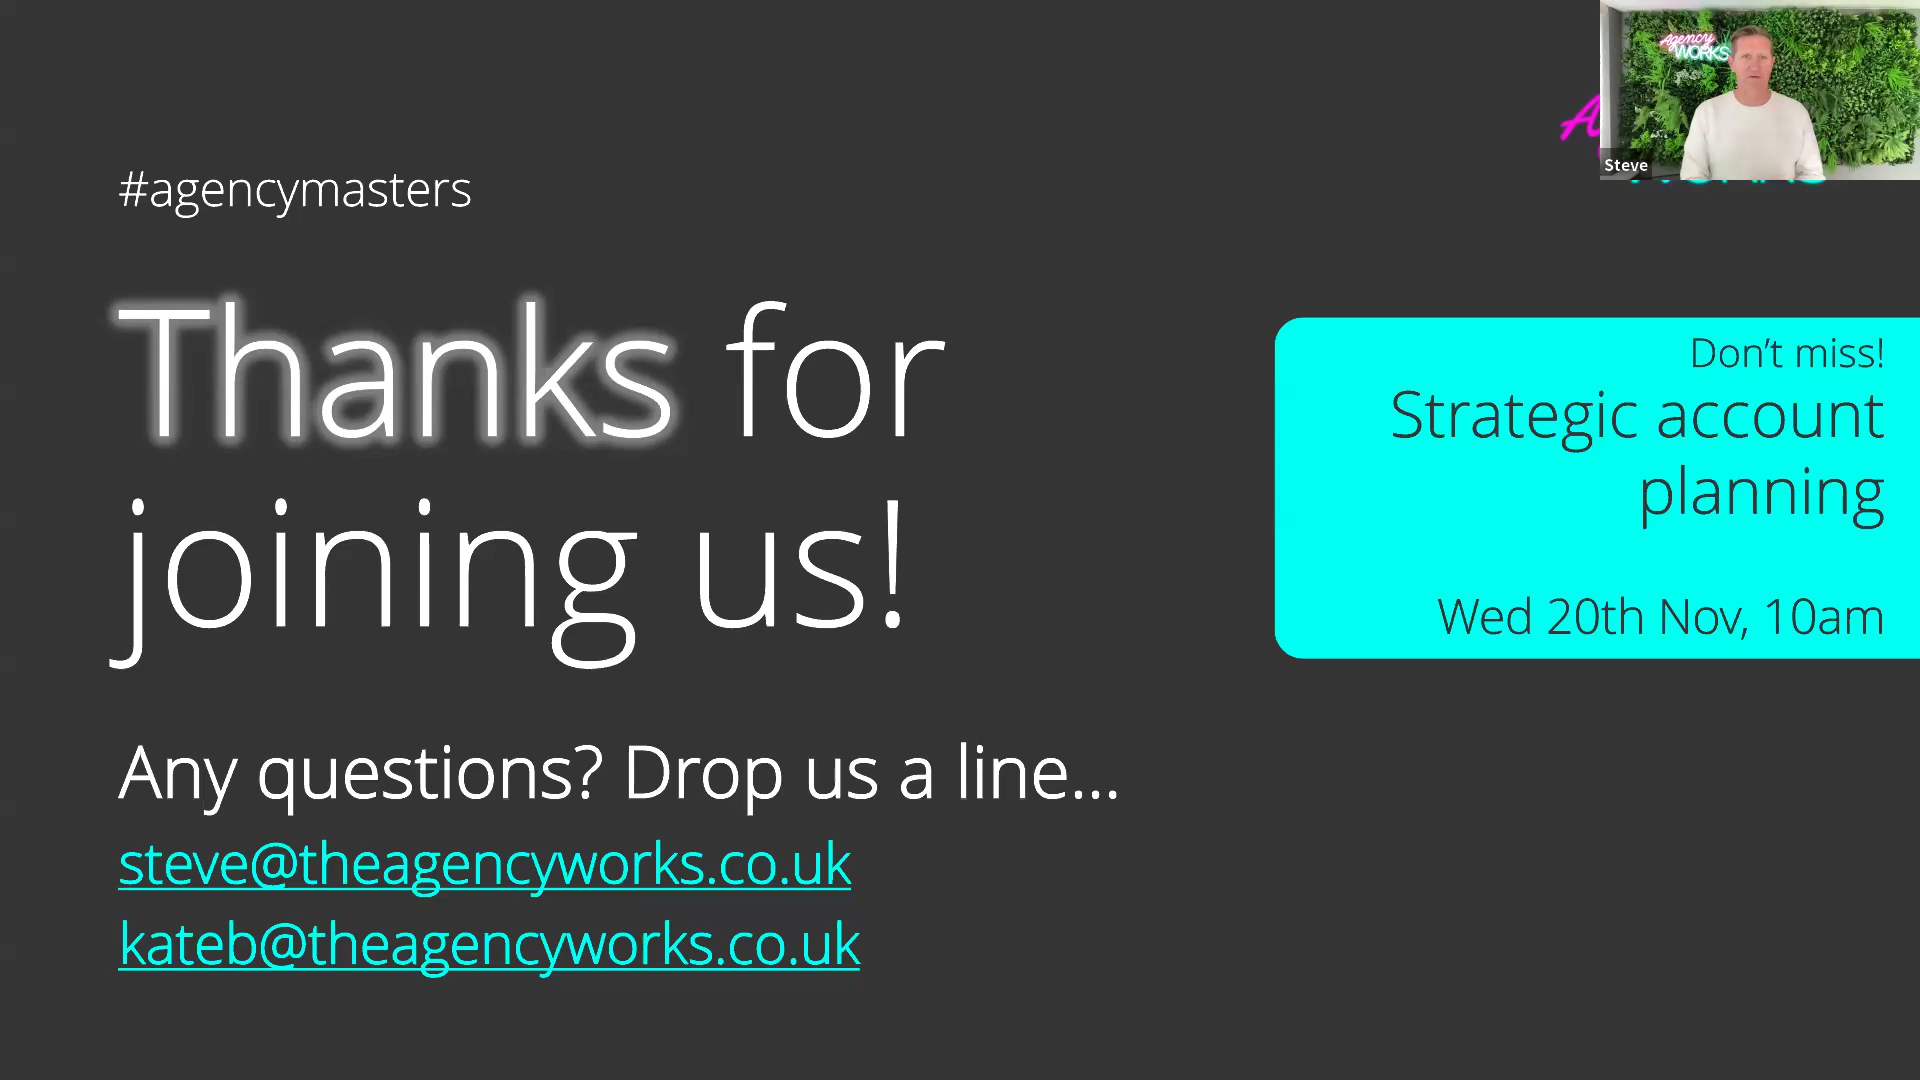 Agency
WORKS
Steve
#agencymasters
Thanks for
joining us!
Don't miss!
Strategic account
planning
Wed 20th Nov, 10am
Any questions? Drop us a line...
steve@theagencyworks.co.uk
kateb@theagencyworks.co.uk